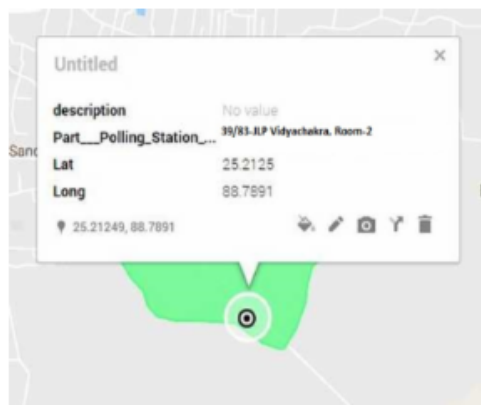 Untitled
description No value
Part___Polling_Station_... 39/83-JLP Vidyachakra, Room-2
Sand
Lat 25.2125
Long 88.7891
25.21249, 88.7891